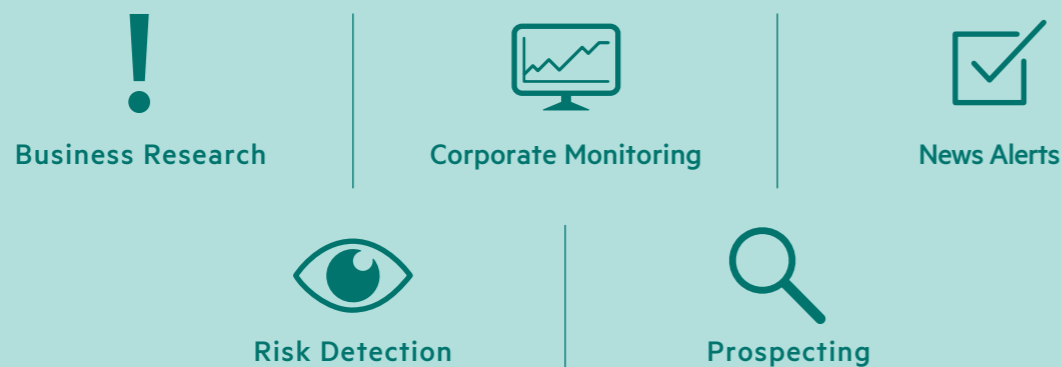 Business Research
Corporate Monitoring
News Alerts
Risk Detection
Prospecting